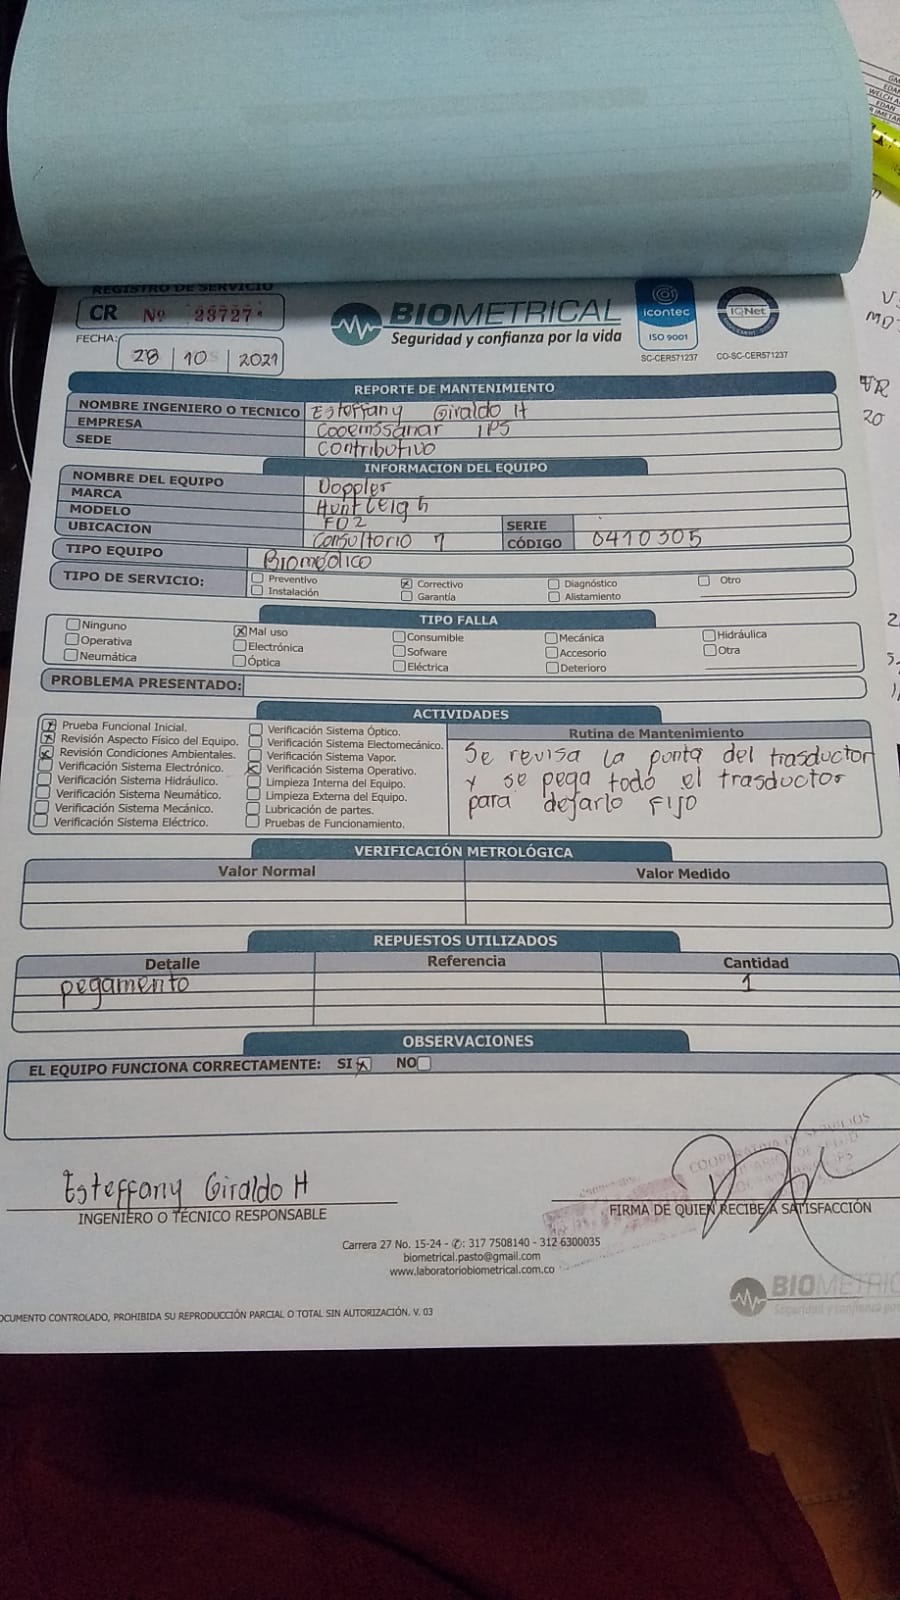 REGISTRO DE SERVICIO
CR Nº 23727
FECHA:
28 | 10 | 2021
BIOMETRICAL
Seguridad y confianza por la vida
icontec
ISO 9001
SC-CER571237
IQNet
CO-SC-CER571237
REPORTE DE MANTENIMIENTO
NOMBRE INGENIERO O TECNICO Esteffany Giraldo H
EMPRESA Cooemssanar IPS
SEDE Contributivo
INFORMACION DEL EQUIPO
NOMBRE DEL EQUIPO Doppler
MARCA Huntleigh
MODELO FD2 SERIE
UBICACION Consultorio 7 CÓDIGO 0410305
TIPO EQUIPO Biomédico
TIPO DE SERVICIO: Preventivo Correctivo Diagnóstico Otro
Instalación Garantía Alistamiento
TIPO FALLA
Ninguno Mal uso Consumible Mecánica Hidráulica
Operativa Electrónica Sofware Accesorio Otra
Neumática Óptica Eléctrica Deterioro
PROBLEMA PRESENTADO:
ACTIVIDADES
Prueba Funcional Inicial.
Revisión Aspecto Físico del Equipo.
Revisión Condiciones Ambientales.
Verificación Sistema Electrónico.
Verificación Sistema Hidráulico.
Verificación Sistema Neumático.
Verificación Sistema Mecánico.
Verificación Sistema Eléctrico.
Verificación Sistema Óptico.
Verificación Sistema Electomecánico.
Verificación Sistema Vapor.
Verificación Sistema Operativo.
Limpieza Interna del Equipo.
Limpieza Externa del Equipo.
Lubricación de partes.
Pruebas de Funcionamiento.
Rutina de Mantenimiento
Se revisa la punta del trasductor
y se pega todo el trasductor
para dejarlo FIJO
VERIFICACIÓN METROLÓGICA
Valor Normal Valor Medido
REPUESTOS UTILIZADOS
Detalle Referencia Cantidad
pegamento 1
OBSERVACIONES
EL EQUIPO FUNCIONA CORRECTAMENTE: SI NO
Esteffany Giraldo H
INGENIERO O TÉCNICO RESPONSABLE
FIRMA DE QUIEN RECIBE A SATISFACCIÓN
Carrera 27 No. 15-24 - ✆: 317 7508140 - 312 6300035
biometrical.pasto@gmail.com
www.laboratoriobiometrical.com.co
BIOMETRIC
OCUMENTO CONTROLADO, PROHIBIDA SU REPRODUCCIÓN PARCIAL O TOTAL SIN AUTORIZACIÓN. V. 03